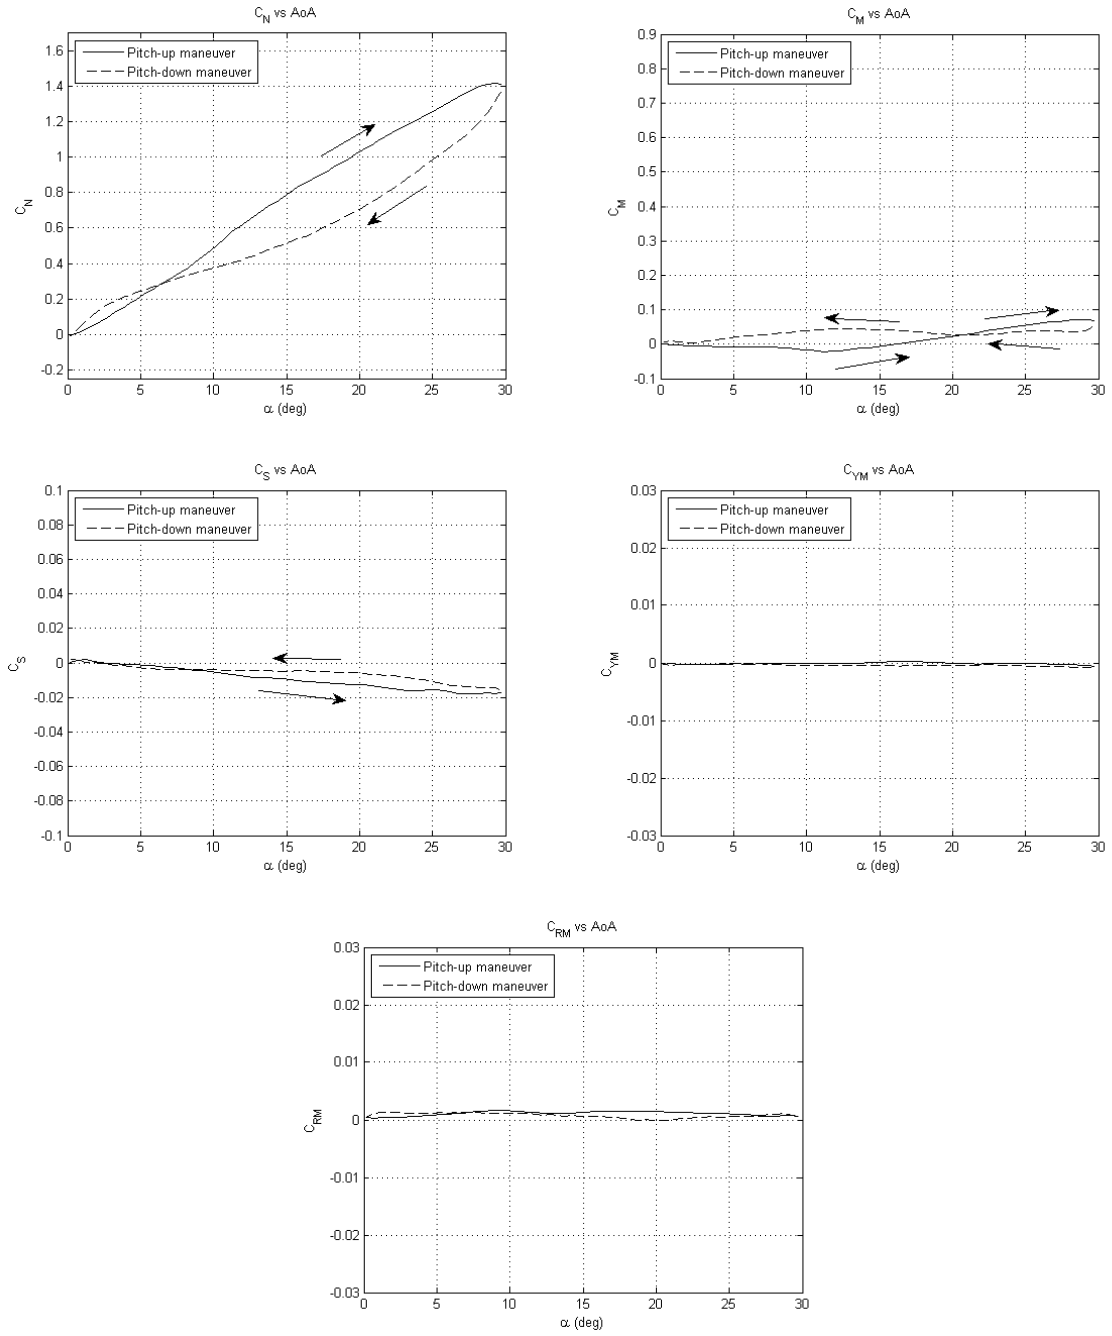 C_N vs AoA
Pitch-up maneuver
Pitch-down maneuver
1.6
1.4
1.2
1
0.8
0.6
0.4
0.2
0
-0.2
C_N
0 5 10 15 20 25 30
α (deg)
C_M vs AoA
Pitch-up maneuver
Pitch-down maneuver
0.9
0.8
0.7
0.6
0.5
0.4
0.3
0.2
0.1
0
-0.1
C_M
0 5 10 15 20 25 30
α (deg)
C_S vs AoA
Pitch-up maneuver
Pitch-down maneuver
0.1
0.08
0.06
0.04
0.02
0
-0.02
-0.04
-0.06
-0.08
-0.1
C_S
0 5 10 15 20 25 30
α (deg)
C_YM vs AoA
Pitch-up maneuver
Pitch-down maneuver
0.03
0.02
0.01
0
-0.01
-0.02
-0.03
C_YM
0 5 10 15 20 25 30
α (deg)
C_RM vs AoA
Pitch-up maneuver
Pitch-down maneuver
0.03
0.02
0.01
0
-0.01
-0.02
-0.03
C_RM
0 5 10 15 20 25 30
α (deg)